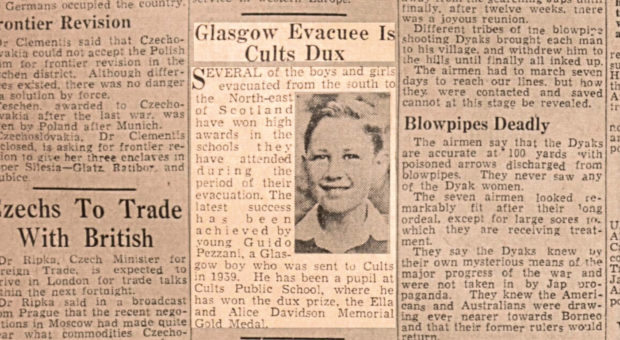 Germans occupied the country.
rontier Revision
Dr Clementis said that Czecho-
vakia could not accept the Polish
m for frontier revision in the
chen district. Although differ-
es existed, there was no danger
a solution by force.
Teschen, awarded to Czecho-
vakia after the last war, was
en by Poland after Munich.
Czechoslovakia, Dr Clementis
closed, is asking for frontier re-
ion to give her three enclaves in
per Silesia—Glatz, Ratibor, and
ubice.
Czechs To Trade
With British
Dr Ripka, Czech Minister for
reign Trade, is expected to
ive in London for trade talks
hin the next fortnight.
Dr Ripka said in a broadcast
om Prague that the recent nego-
tions in Moscow had made quite
ar what commodities Czecho-
service in Western Europe.
Glasgow Evacuee Is
Cults Dux
SEVERAL of the boys and girls
evacuated from the south to
the North-east
of Scotland
have won high
awards in the
schools they
have attended
during the
period of their
evacuation. The
latest success
has been
achieved by
young Guido
Pezzani, a Glas-
gow boy who was sent to Cults
in 1939. He has been a pupil at
Cults Public School, where he
has won the dux prize, the Ella
and Alice Davidson Memorial
Gold Medal.
finally, after twelve weeks, there
was a joyous reunion.
Different tribes of the blowpipe
shooting Dyaks brought each man
to his village, and withdrew him to
the hills until finally all linked up.
The airmen had to march seven
days to reach our lines, but how
they were contacted and saved
cannot at this stage be revealed.
Blowpipes Deadly
The airmen say that the Dyaks
are accurate at 100 yards with
poisoned arrows discharged from
blowpipes. They never saw any
of the Dyak women.
The seven airmen looked re-
markably fit after their long
ordeal, except for large sores for
which they are receiving treat-
ment.
They say the Dyaks knew by
their own mysterious means of the
major progress of the war and
were not taken in by Jap pro-
paganda. They knew the Ameri-
cans and Australians were draw-
ing ever nearer towards Borneo
and that their former rulers would
return.